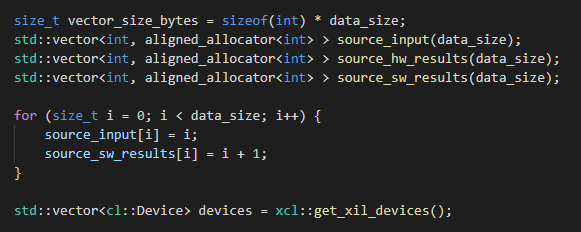 size_t vector_size_bytes = sizeof(int) * data_size;
std::vector<int, aligned_allocator<int> > source_input(data_size);
std::vector<int, aligned_allocator<int> > source_hw_results(data_size);
std::vector<int, aligned_allocator<int> > source_sw_results(data_size);
for (size_t i = 0; i < data_size; i++) {
    source_input[i] = i;
    source_sw_results[i] = i + 1;
}
std::vector<cl::Device> devices = xcl::get_xil_devices();